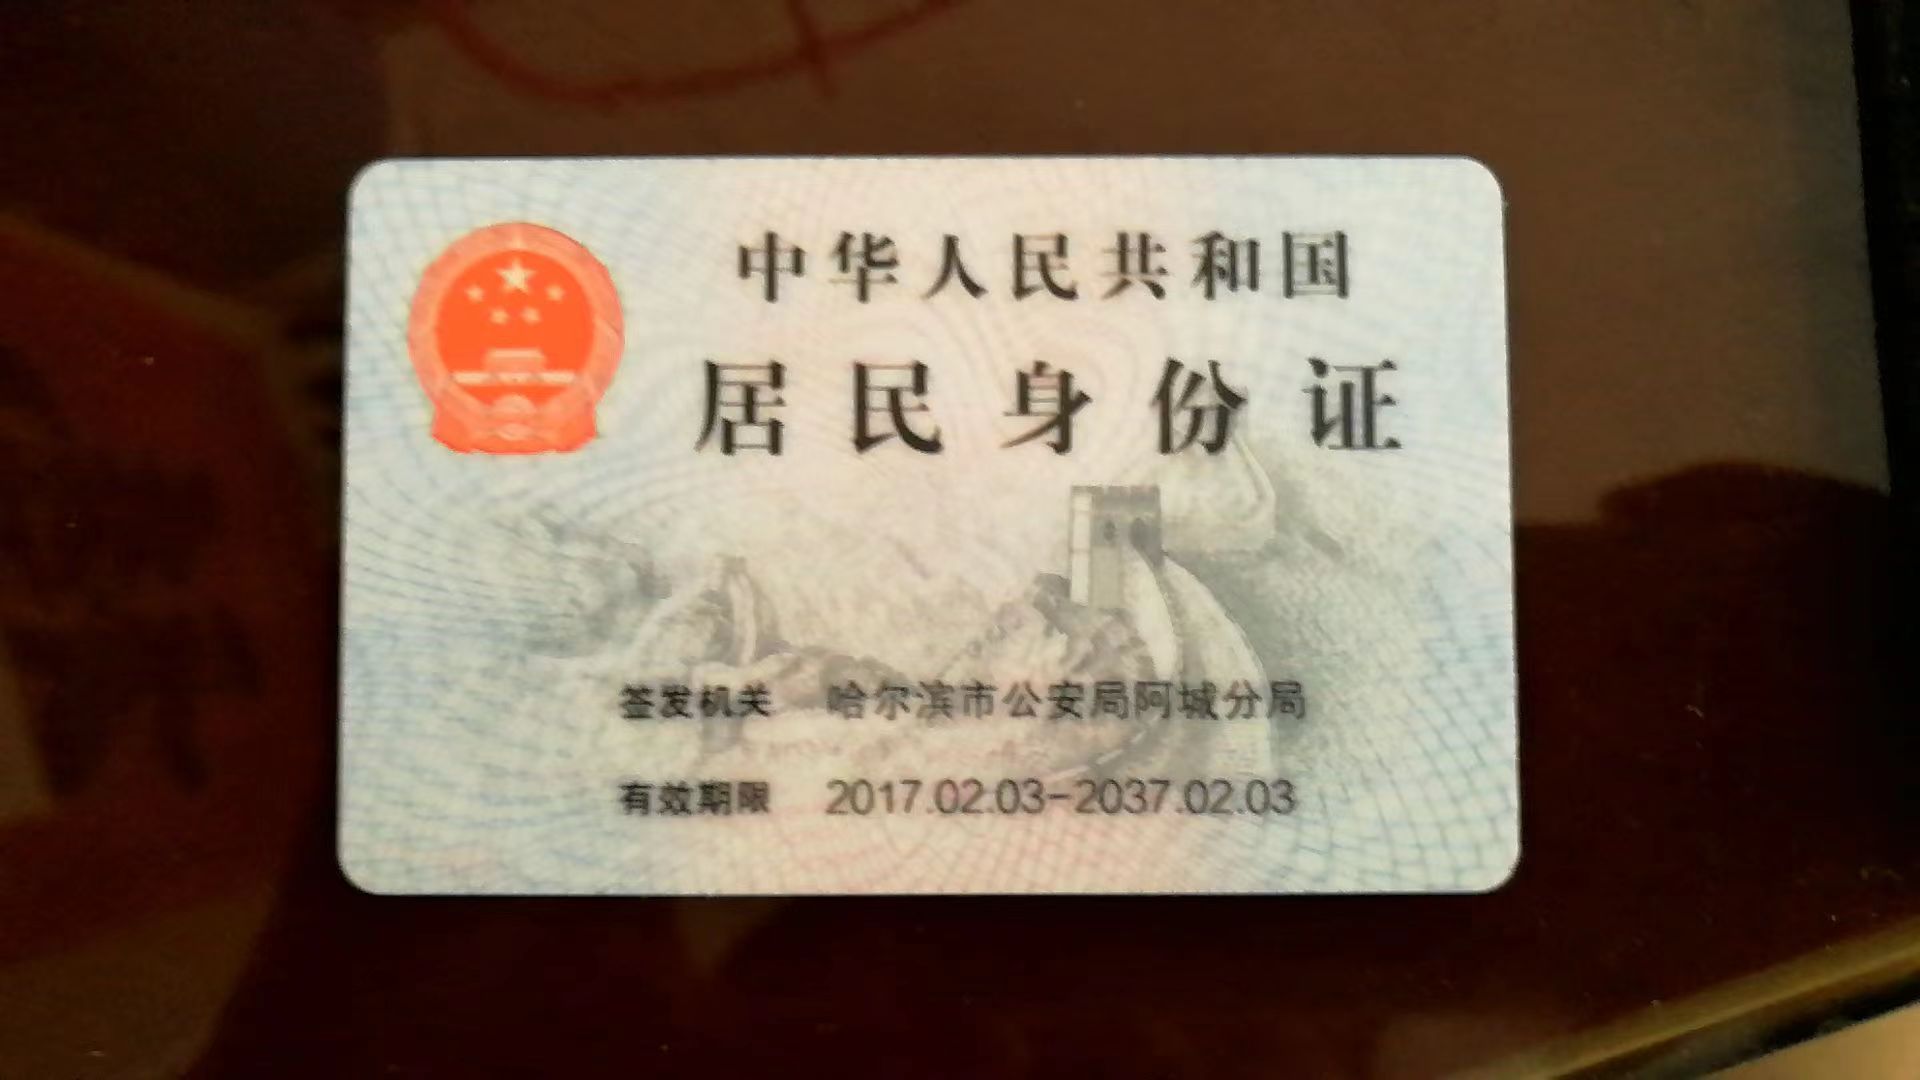 中华人民共和国
居民身份证
签发机关 哈尔滨市公安局阿城分局
有效期限 2017.02.03-2037.02.03